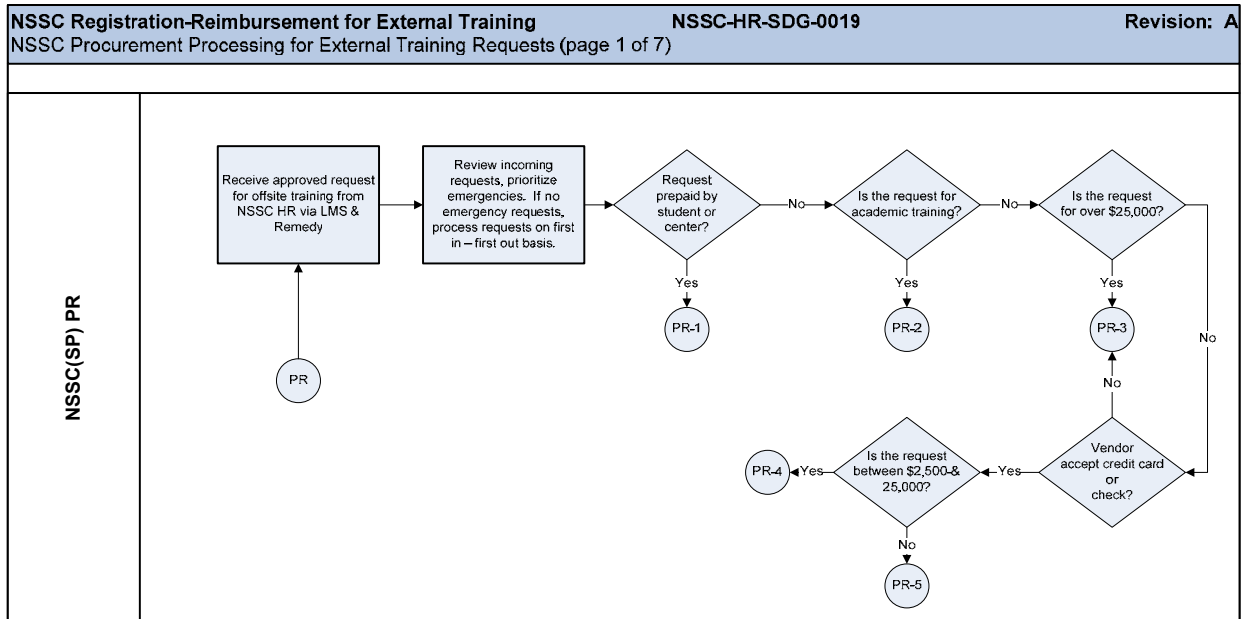 NSSC Registration-Reimbursement for External Training NSSC-HR-SDG-0019 Revision: A
NSSC Procurement Processing for External Training Requests (page 1 of 7)
NSSC(SP) PR
Receive approved request
for offsite training from
NSSC HR via LMS &
Remedy
PR
Review incoming
requests, prioritize
emergencies. If no
emergency requests,
process requests on first
in – first out basis.
Request
prepaid by
student or
center?
No
Yes
PR-1
Is the request for
academic training?
No
Yes
PR-2
Is the request
for over $25,000?
Yes
PR-3
No
No
Vendor
accept credit card
or
check?
Yes
Is the request
between $2,500-&
25,000?
Yes
PR-4
No
PR-5